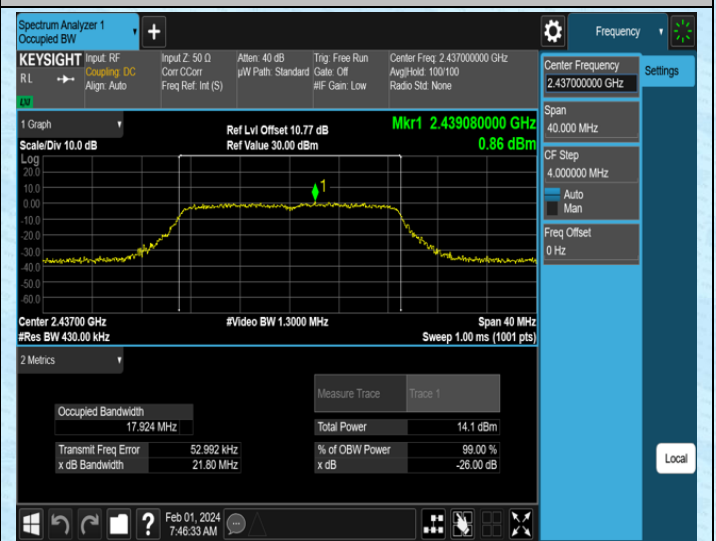 Spectrum Analyzer 1
Occupied BW
Frequency
KEYSIGHT
RL
Input: RF
Coupling: DC
Align: Auto
Input Z: 50 Ω
Corr CCorr
Freq Ref: Int (S)
Atten: 40 dB
µW Path: Standard
Trig: Free Run
Gate: Off
#IF Gain: Low
Center Freq: 2.437000000 GHz
Avg|Hold: 100/100
Radio Std: None
LXI
1 Graph
Scale/Div 10.0 dB
Ref Lvl Offset 10.77 dB
Ref Value 30.00 dBm
Mkr1 2.439080000 GHz
0.86 dBm
Log
20.0
10.0
0.00
-10.0
-20.0
-30.0
-40.0
-50.0
-60.0
1
Center 2.43700 GHz
#Video BW 1.3000 MHz
Span 40 MHz
#Res BW 430.00 kHz
Sweep 1.00 ms (1001 pts)
2 Metrics
Measure Trace
Trace 1
Occupied Bandwidth
17.924 MHz
Total Power
14.1 dBm
Transmit Freq Error
52.992 kHz
% of OBW Power
99.00 %
x dB Bandwidth
21.80 MHz
x dB
-26.00 dB
Center Frequency
2.437000000 GHz
Settings
Span
40.000 MHz
CF Step
4.000000 MHz
Auto
Man
Freq Offset
0 Hz
Local
?
Feb 01, 2024
7:46:33 AM